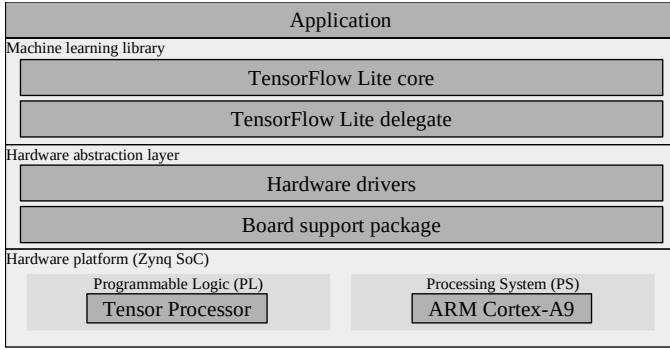 Application
Machine learning library
TensorFlow Lite core
TensorFlow Lite delegate
Hardware abstraction layer
Hardware drivers
Board support package
Hardware platform (Zynq SoC)
Programmable Logic (PL)
Tensor Processor
Processing System (PS)
ARM Cortex-A9